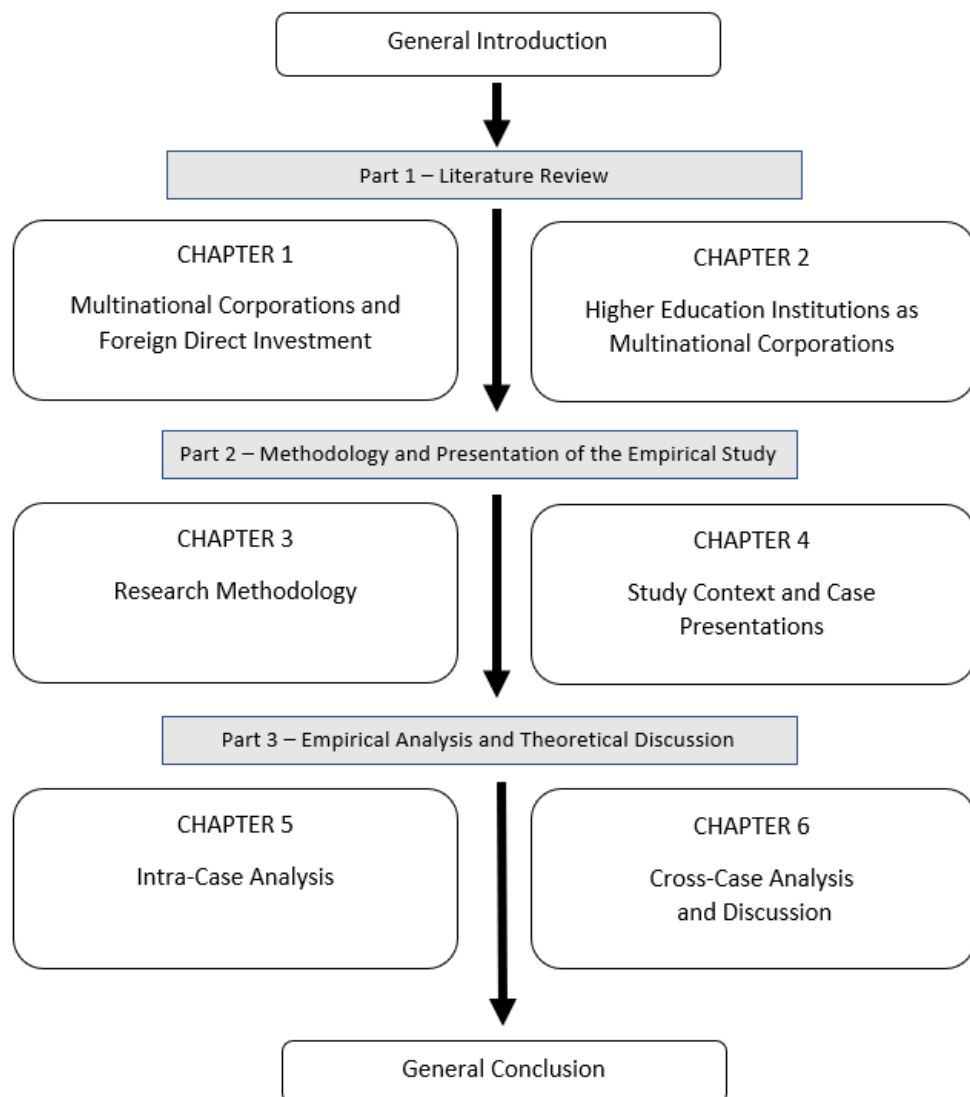 General Introduction
Part 1 – Literature Review
CHAPTER 1
Multinational Corporations and
Foreign Direct Investment
CHAPTER 2
Higher Education Institutions as
Multinational Corporations
Part 2 – Methodology and Presentation of the Empirical Study
CHAPTER 3
Research Methodology
CHAPTER 4
Study Context and Case
Presentations
Part 3 – Empirical Analysis and Theoretical Discussion
CHAPTER 5
Intra-Case Analysis
CHAPTER 6
Cross-Case Analysis
and Discussion
General Conclusion